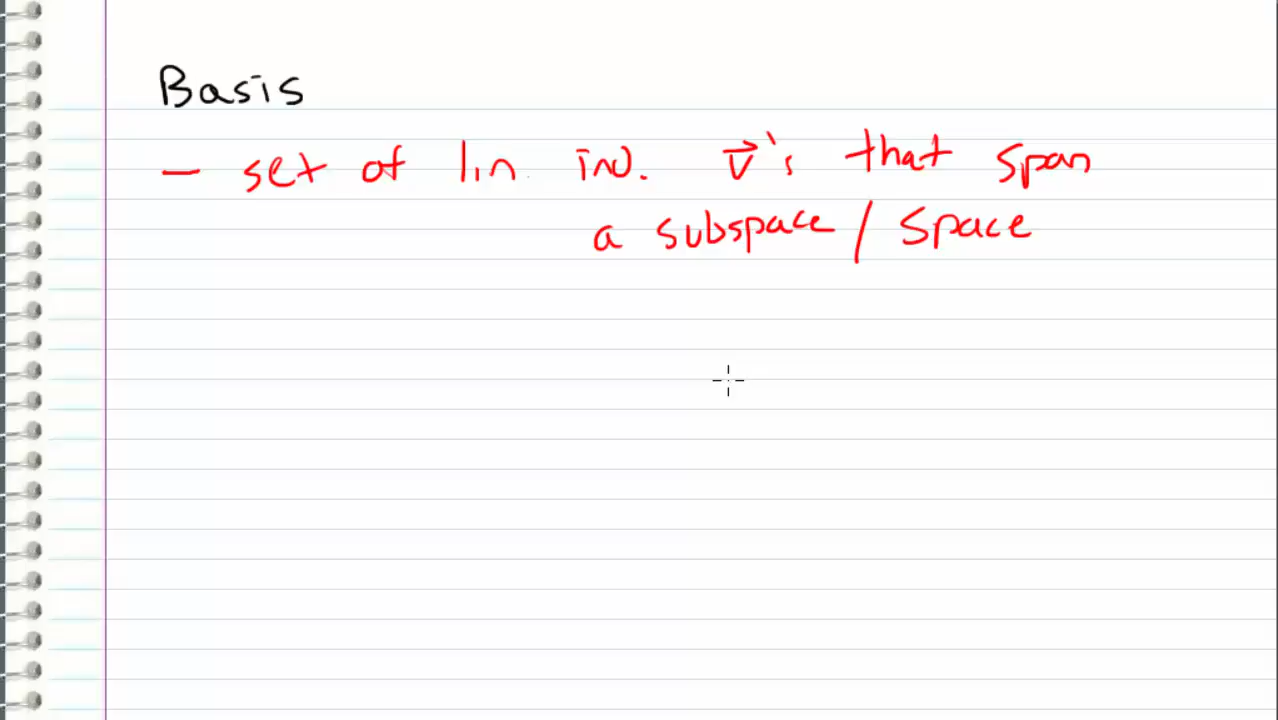 Basis
- set of lin. ind. v⃗'s that span
a subspace / space